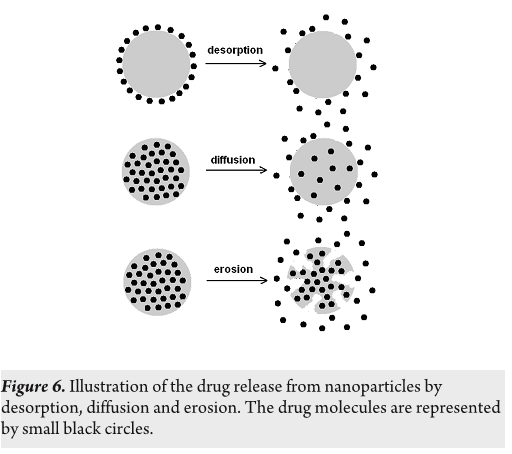 desorption
diffusion
erosion
Figure 6. Illustration of the drug release from nanoparticles by
desorption, diffusion and erosion. The drug molecules are represented
by small black circles.